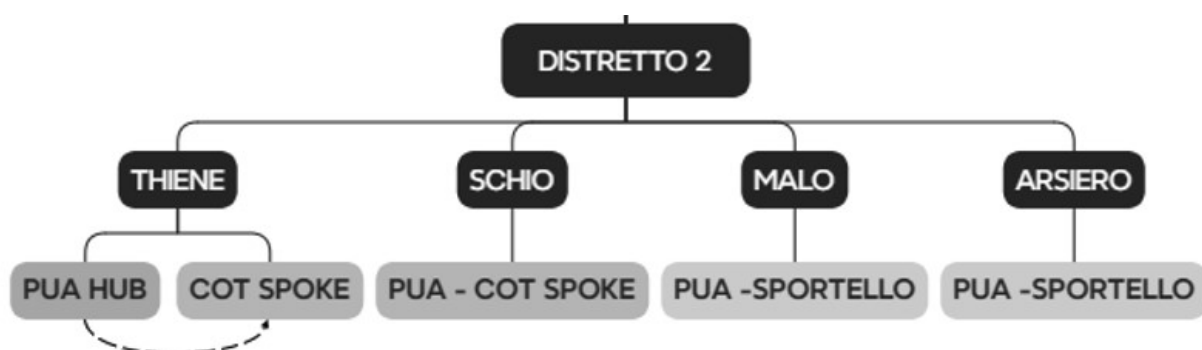 DISTRETTO 2
THIENE
SCHIO
MALO
ARSIERO
PUA HUB
COT SPOKE
PUA - COT SPOKE
PUA -SPORTELLO
PUA -SPORTELLO